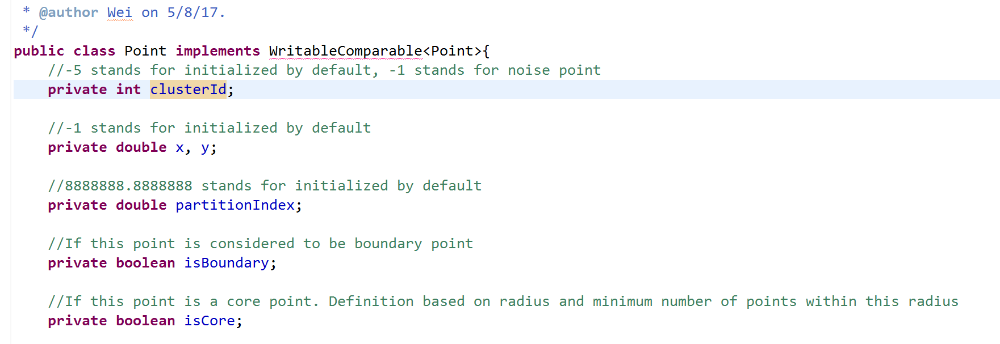 * @author Wei on 5/8/17.
*/
public class Point implements WritableComparable<Point>{
//-5 stands for initialized by default, -1 stands for noise point
private int clusterId;
//-1 stands for initialized by default
private double x, y;
//8888888.8888888 stands for initialized by default
private double partitionIndex;
//If this point is considered to be boundary point
private boolean isBoundary;
//If this point is a core point. Definition based on radius and minimum number of points within this radius
private boolean isCore;